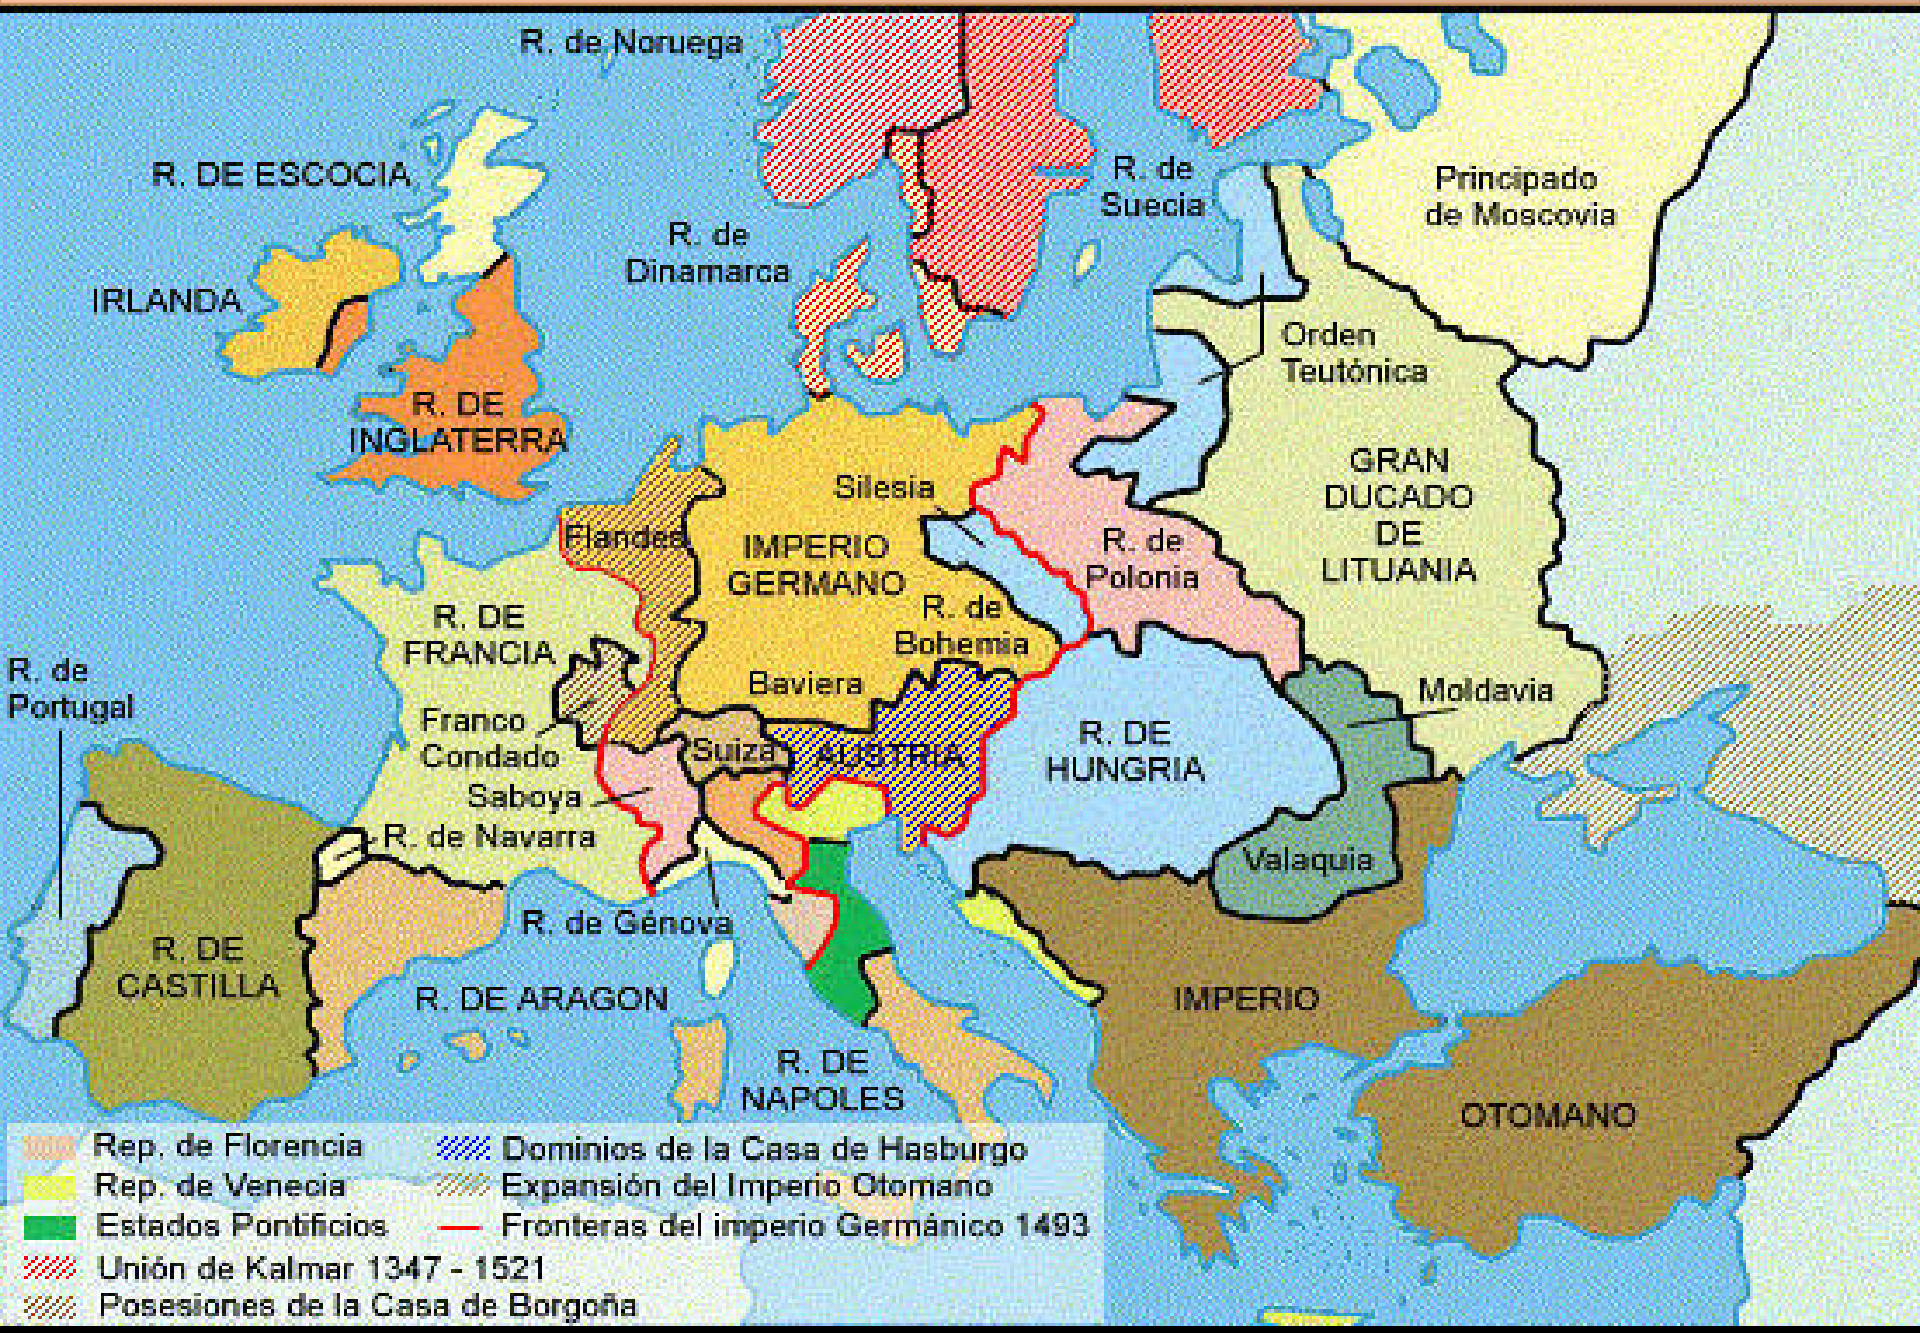 R. de Noruega
R. DE ESCOCIA
R. de
Suecia
Principado
de Moscovia
R. de
Dinamarca
IRLANDA
Orden
Teutónica
R. DE
INGLATERRA
Silesia
GRAN
DUCADO
DE
LITUANIA
Flandes
IMPERIO
GERMANO
R. de
Polonia
R. DE
FRANCIA
R. de
Bohemia
R. de
Portugal
Baviera
Moldavia
Franco
Condado
Suiza
AUSTRIA
R. DE
HUNGRIA
Saboya
R. de Navarra
Valaquia
R. de Génova
R. DE
CASTILLA
R. DE ARAGON
IMPERIO
R. DE
NAPOLES
OTOMANO
Rep. de Florencia
Rep. de Venecia
Estados Pontificios
Unión de Kalmar 1347 - 1521
Posesiones de la Casa de Borgoña
Dominios de la Casa de Hasburgo
Expansión del Imperio Otomano
Fronteras del imperio Germánico 1493